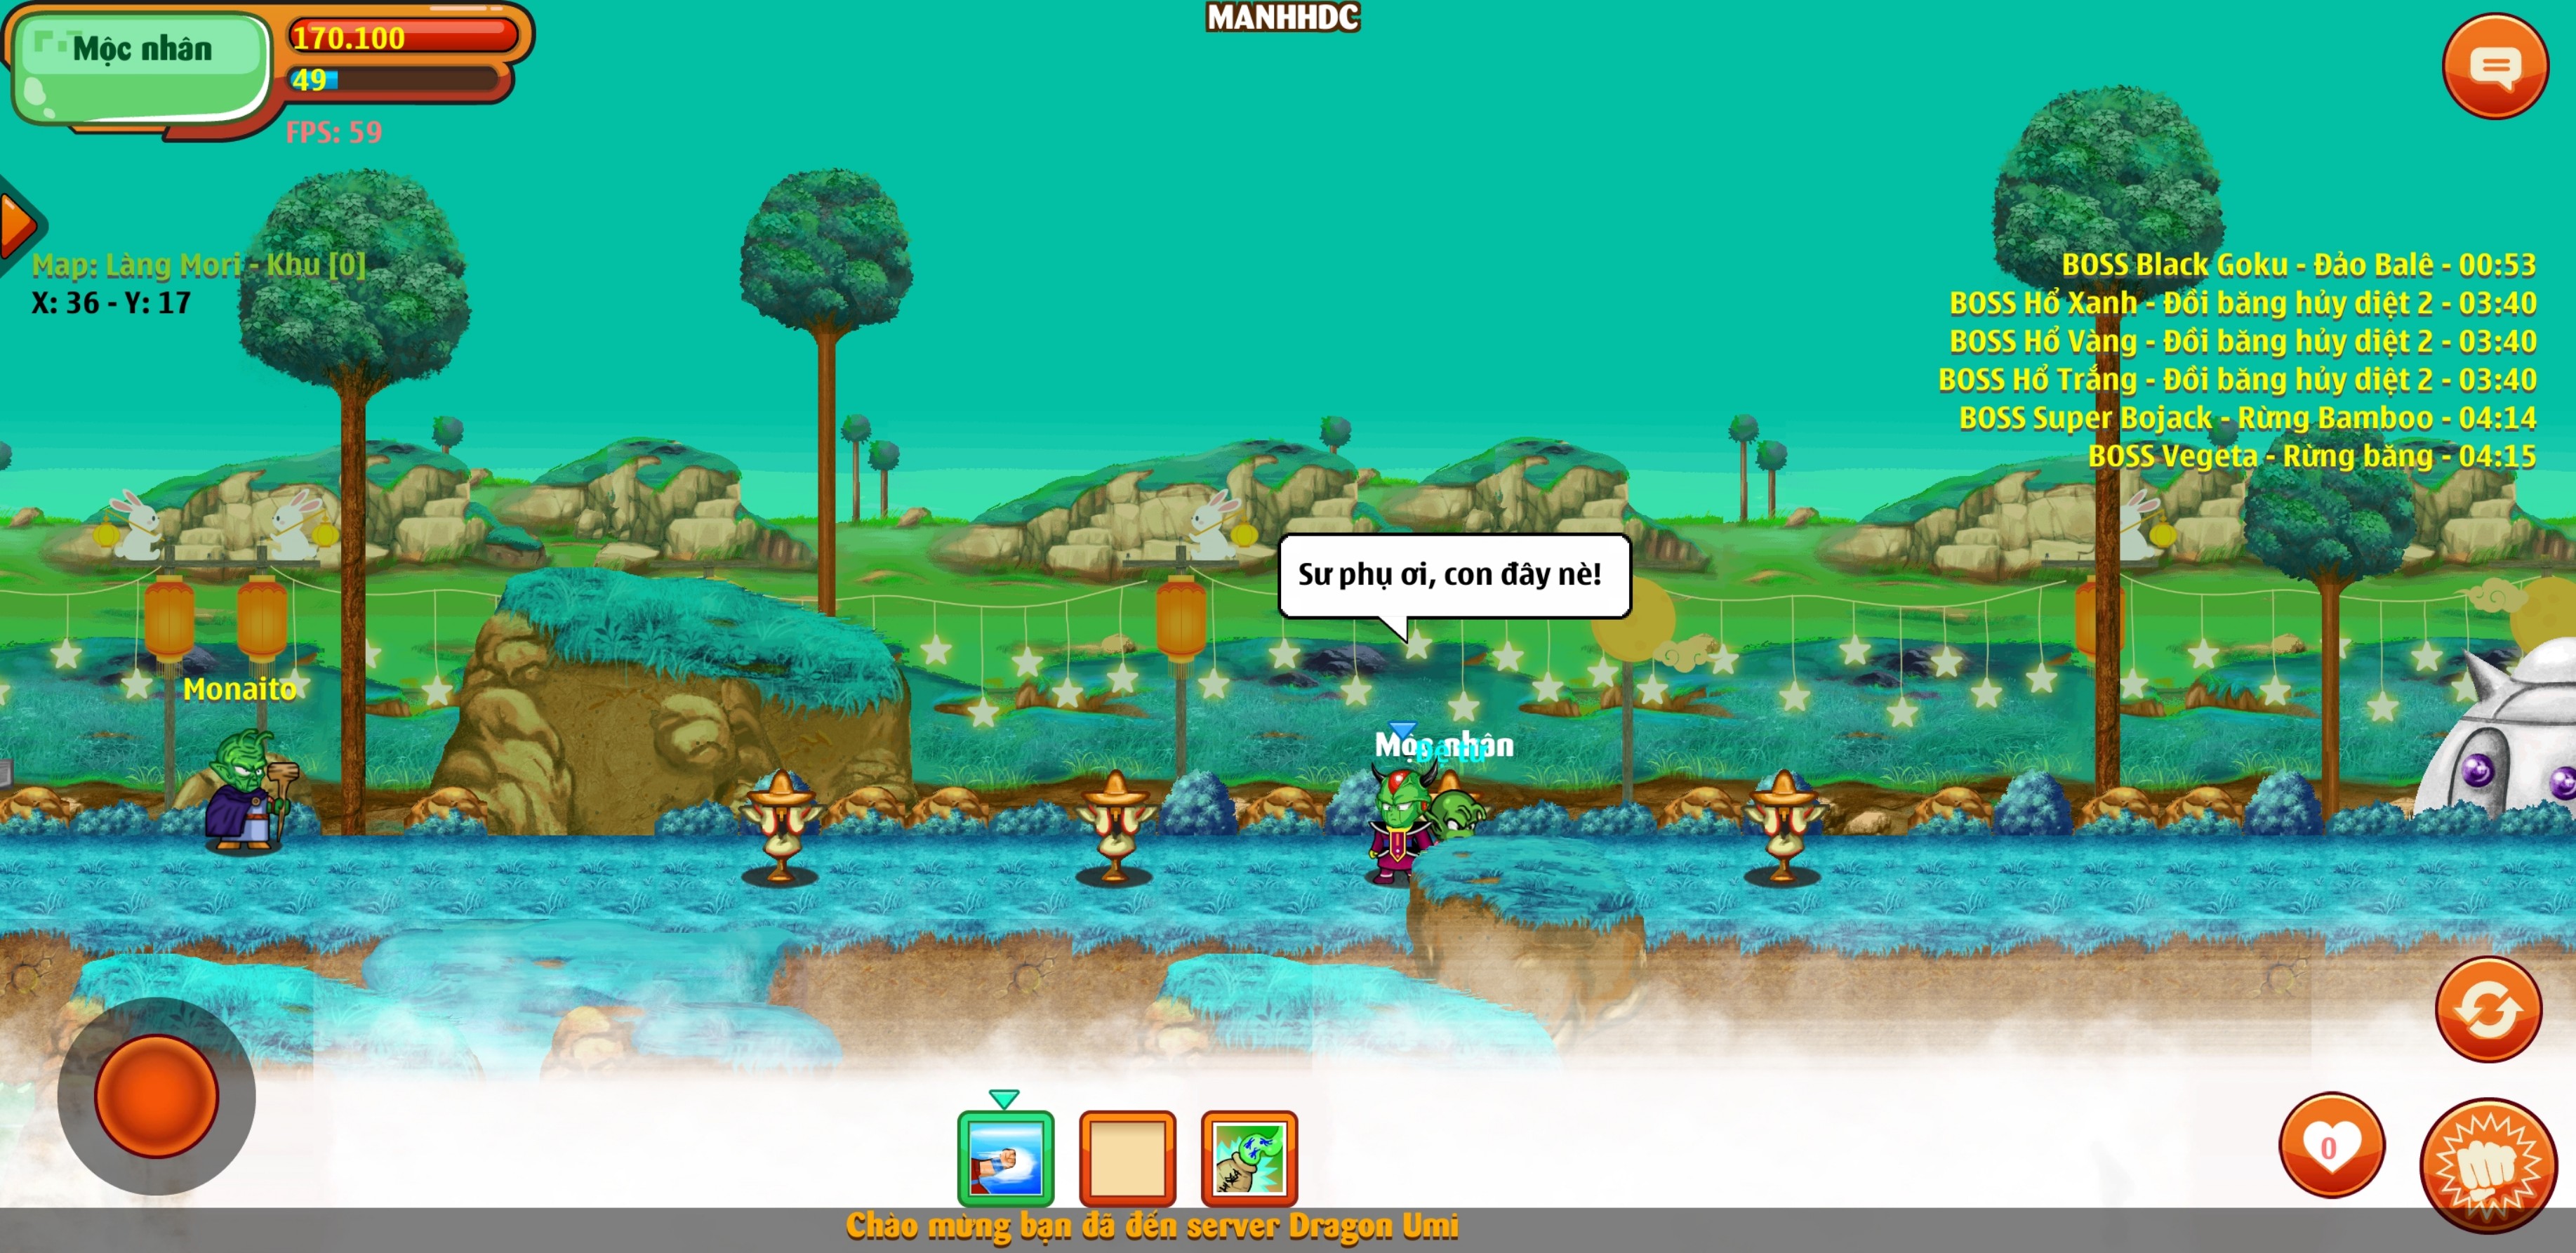 MANHHDC
Mộc nhân
170.100
49
FPS: 59
Map: Làng Mori - Khu [0]
X: 36 - Y: 17
BOSS Black Goku - Đảo Balê - 00:53
BOSS Hổ Xanh - Đồi băng hủy diệt 2 - 03:40
BOSS Hổ Vàng - Đồi băng hủy diệt 2 - 03:40
BOSS Hổ Trắng - Đồi băng hủy diệt 2 - 03:40
BOSS Super Bojack - Rừng Bamboo - 04:14
BOSS Vegeta - Rừng băng - 04:15
Sư phụ ơi, con đây nè!
Monaito
Mộc nhân
Đệ tử
0
Chào mừng bạn đã đến server Dragon Umi